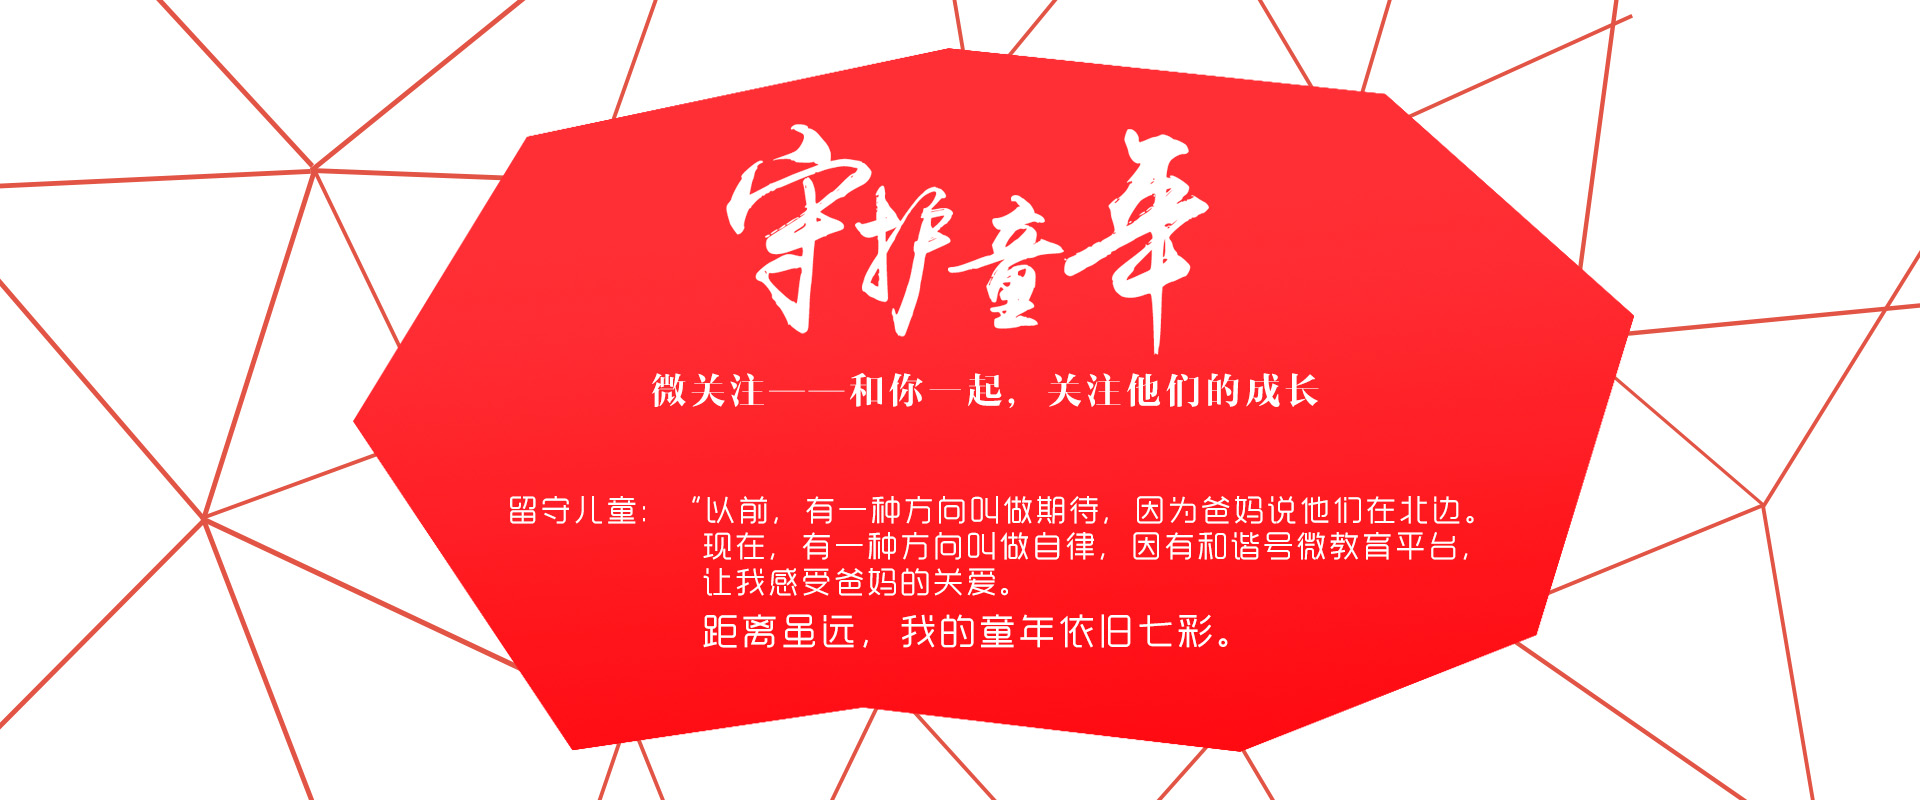 守护童年
微关注——和你一起，关注他们的成长
留守儿童：“以前，有一种方向叫做期待，因为爸妈说他们在北边。
现在，有一种方向叫做自律，因有和谐号微教育平台，
让我感受爸妈的关爱。
距离虽远，我的童年依旧七彩。